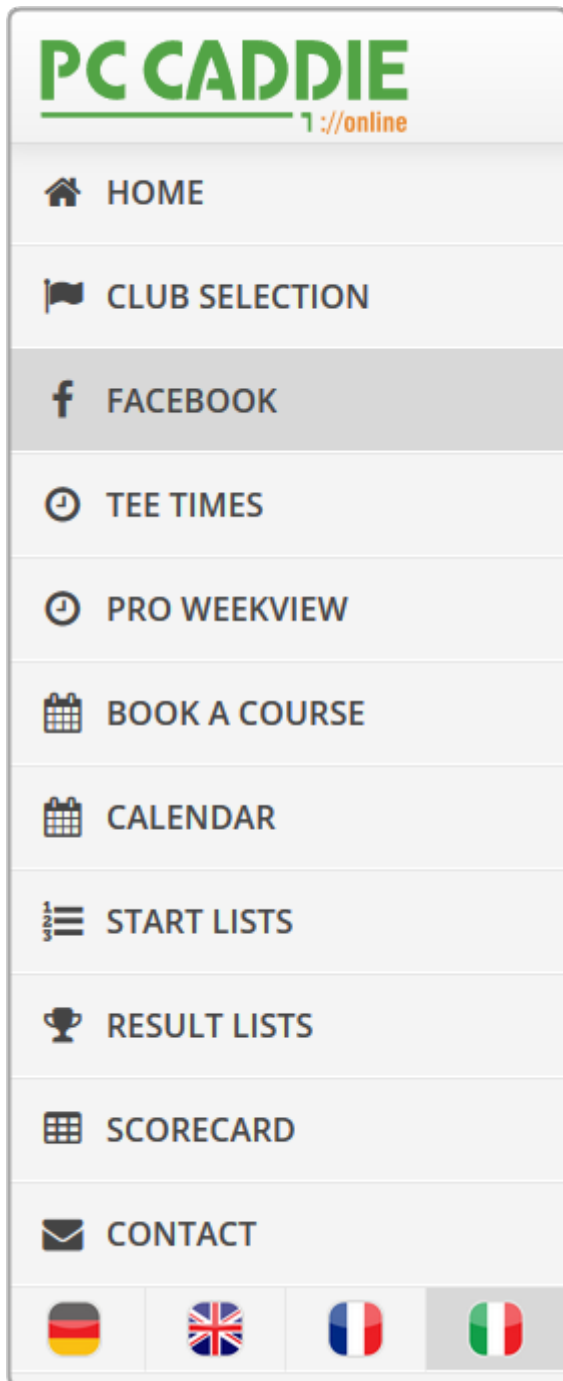 PC CADDIE
://online
HOME
CLUB SELECTION
FACEBOOK
TEE TIMES
PRO WEEKVIEW
BOOK A COURSE
CALENDAR
START LISTS
RESULT LISTS
SCORECARD
CONTACT